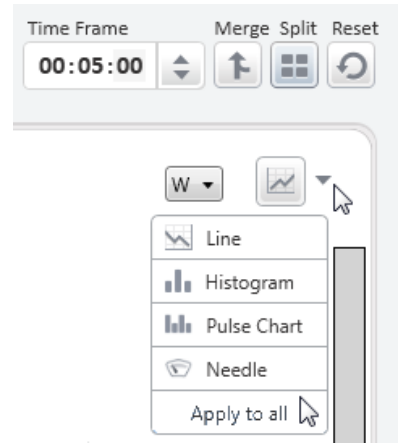 Time Frame Merge Split Reset
00:05:00
W
Line
Histogram
Pulse Chart
Needle
Apply to all